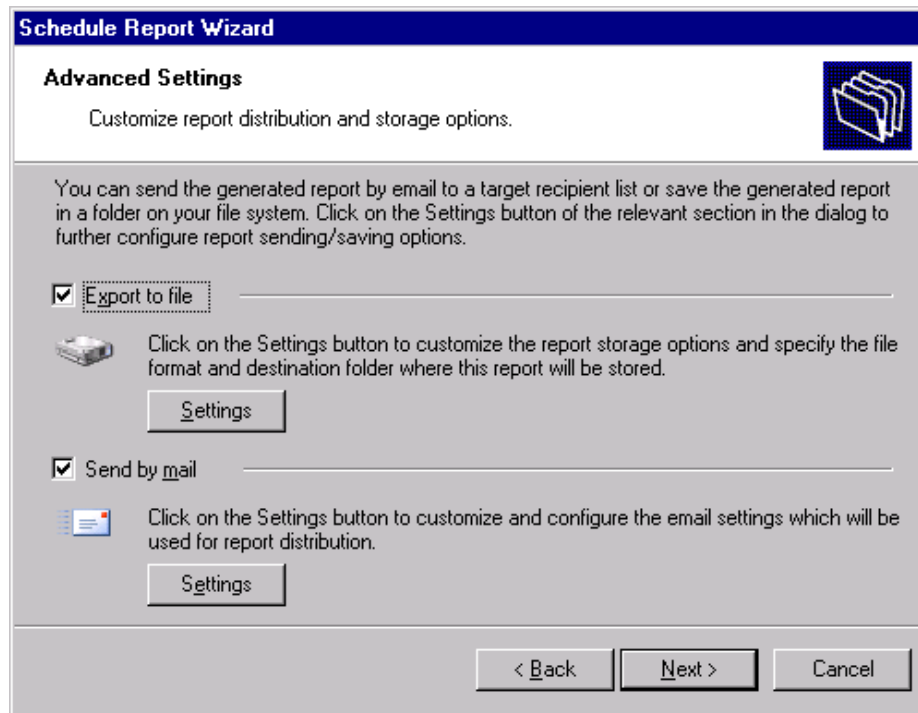 Schedule Report Wizard
Advanced Settings
Customize report distribution and storage options.
You can send the generated report by email to a target recipient list or save the generated report
in a folder on your file system. Click on the Settings button of the relevant section in the dialog to
further configure report sending/saving options.
Export to file
Click on the Settings button to customize the report storage options and specify the file
format and destination folder where this report will be stored.
Settings
Send by mail
Click on the Settings button to customize and configure the email settings which will be
used for report distribution.
Settings
< Back Next > Cancel